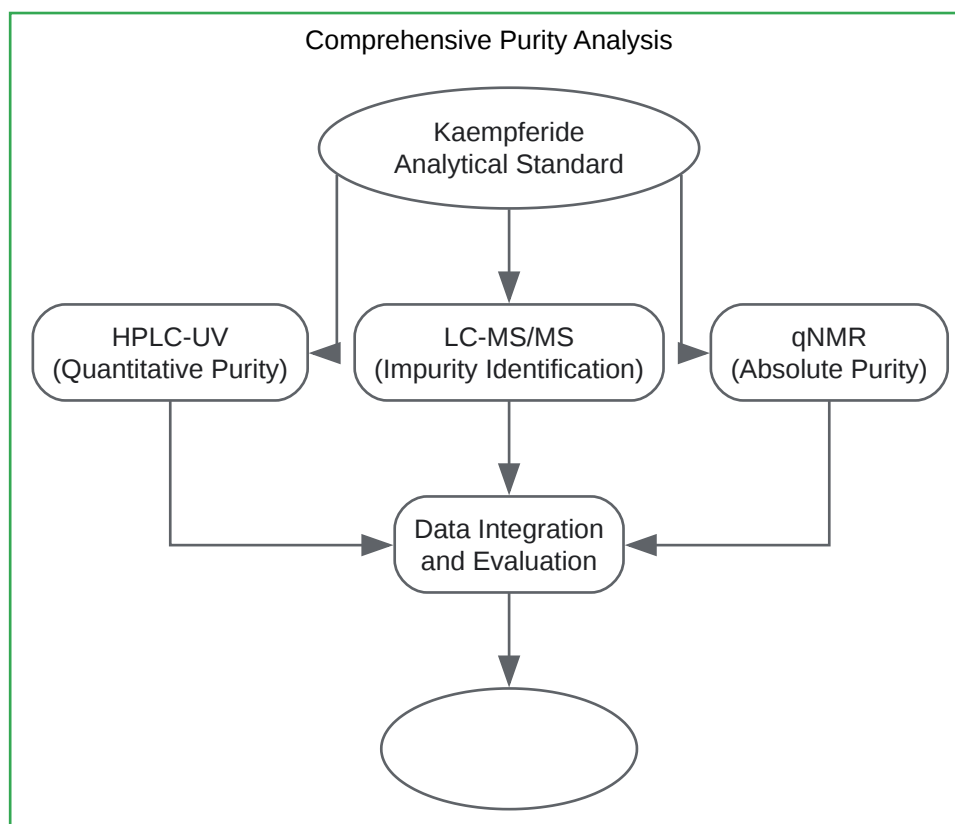 Comprehensive Purity Analysis
Kaempferide
Analytical Standard
HPLC-UV
(Quantitative Purity)
LC-MS/MS
(Impurity Identification)
qNMR
(Absolute Purity)
Data Integration
and Evaluation